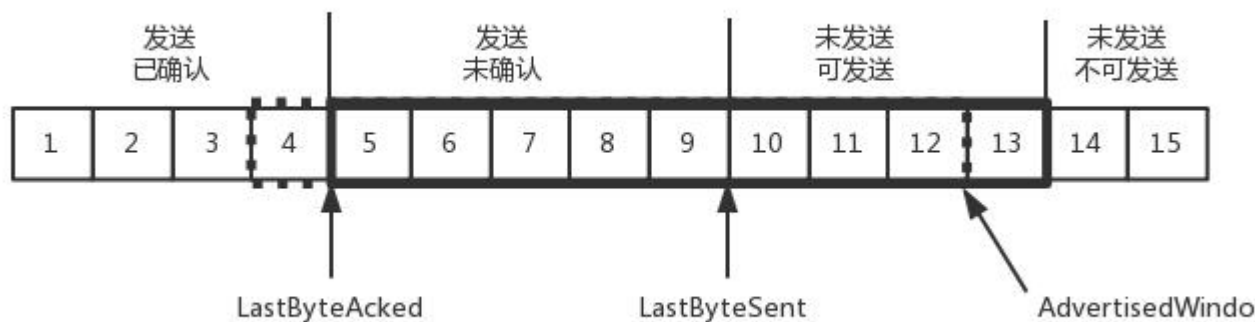 发送
已确认
发送
未确认
未发送
可发送
未发送
不可发送
1 2 3 4 5 6 7 8 9 10 11 12 13 14 15
LastByteAcked LastByteSent AdvertisedWindo